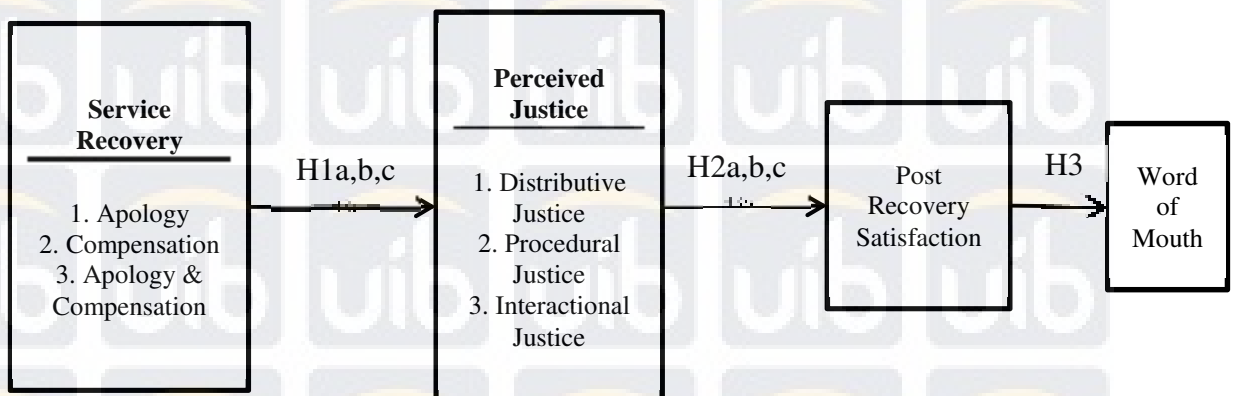 Service
Recovery
1. Apology
2. Compensation
3. Apology &
Compensation
H1a,b,c
Perceived
Justice
1. Distributive
Justice
2. Procedural
Justice
3. Interactional
Justice
H2a,b,c
Post
Recovery
Satisfaction
H3
Word
of
Mouth
uib